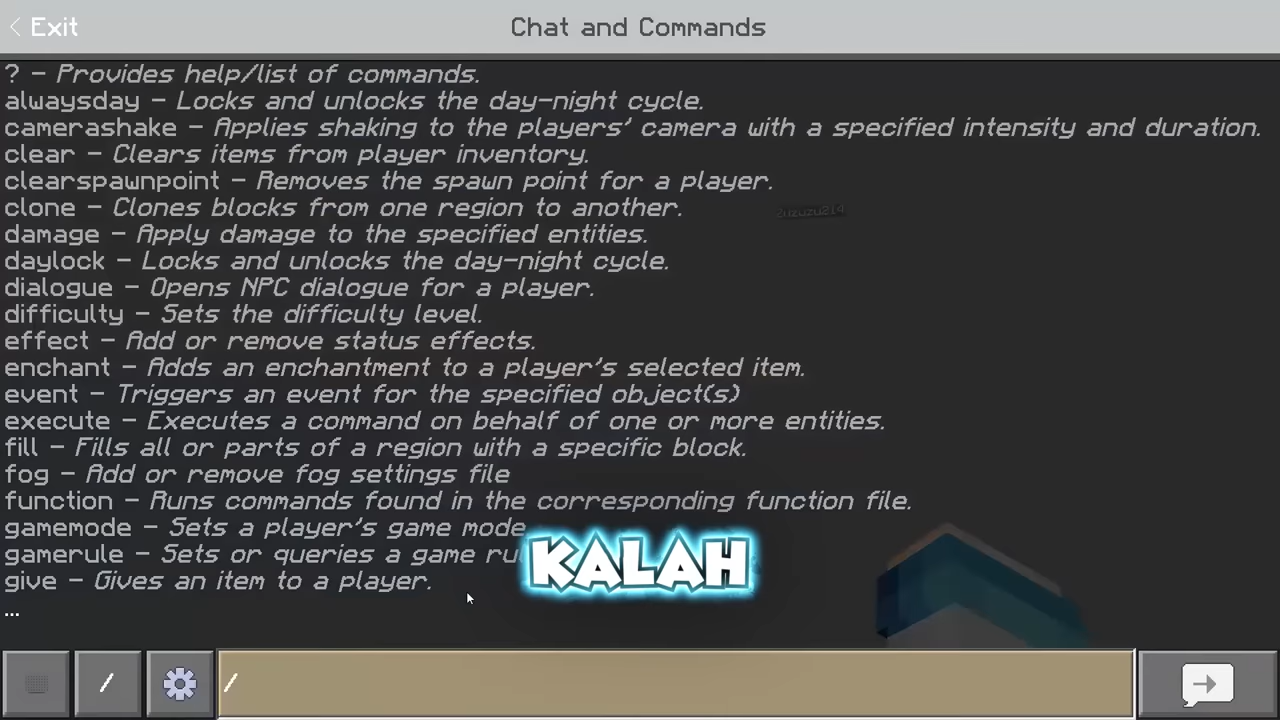 < Exit
Chat and Commands
? – Provides help/list of commands.
alwaysday – Locks and unlocks the day-night cycle.
camerashake – Applies shaking to the players' camera with a specified intensity and duration.
clear – Clears items from player inventory.
clearspawnpoint – Removes the spawn point for a player.
clone – Clones blocks from one region to another.
damage – Apply damage to the specified entities.
daylock – Locks and unlocks the day-night cycle.
dialogue – Opens NPC dialogue for a player.
difficulty – Sets the difficulty level.
effect – Add or remove status effects.
enchant – Adds an enchantment to a player's selected item.
event – Triggers an event for the specified object(s)
execute – Executes a command on behalf of one or more entities.
fill – Fills all or parts of a region with a specific block.
fog – Add or remove fog settings file
function – Runs commands found in the corresponding function file.
gamemode – Sets a player's game mode
gamerule – Sets or queries a game
give – Gives an item to a player.
...
KALAH
/
/